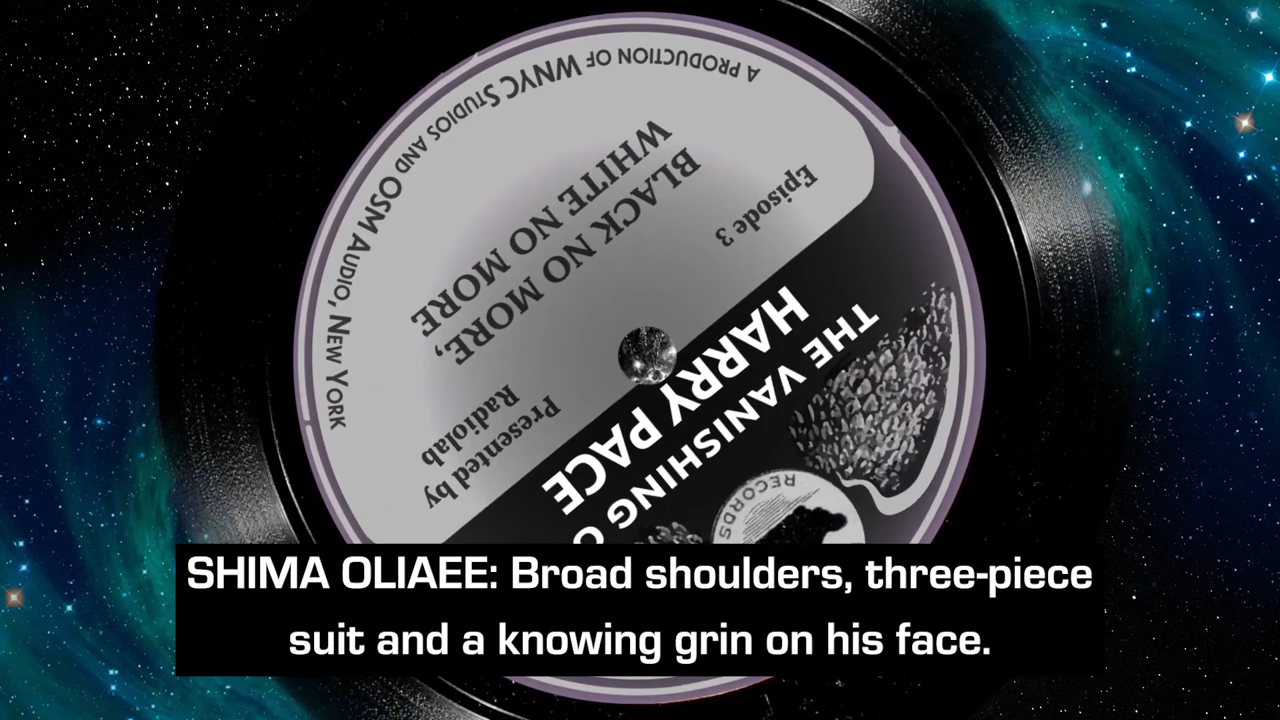 A PRODUCTION OF WNYC STUDIOS AND OSM AUDIO, NEW YORK
Episode 3
BLACK NO MORE,
WHITE NO MORE
Presented by
Radiolab
THE VANISHING O
HARRY PACE
RECORDS
SHIMA OLIAEE: Broad shoulders, three-piece
suit and a knowing grin on his face.